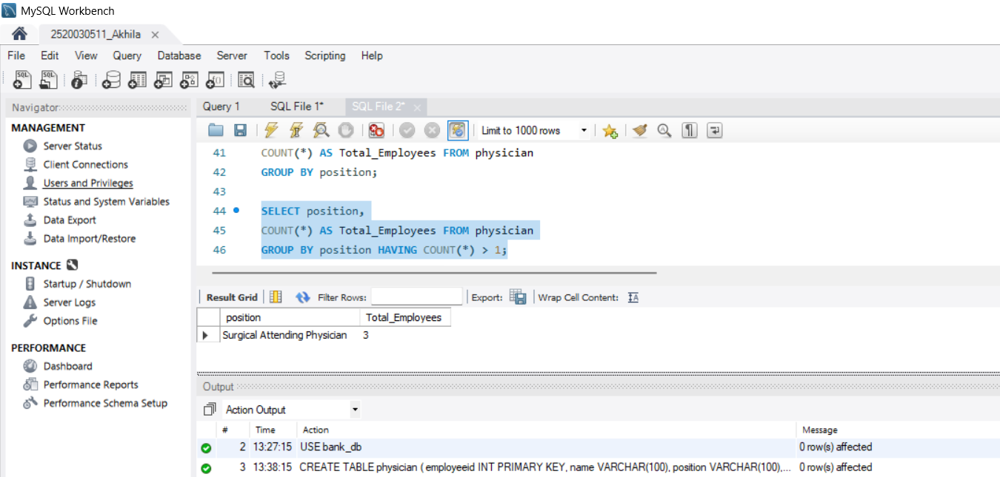 MySQL Workbench
2520030511_Akhila
File Edit View Query Database Server Tools Scripting Help
Navigator
MANAGEMENT
Server Status
Client Connections
Users and Privileges
Status and System Variables
Data Export
Data Import/Restore
INSTANCE
Startup / Shutdown
Server Logs
Options File
PERFORMANCE
Dashboard
Performance Reports
Performance Schema Setup
Query 1 SQL File 1* SQL File 2*
Limit to 1000 rows
41 COUNT(*) AS Total_Employees FROM physician
42 GROUP BY position;
43
44 SELECT position,
45 COUNT(*) AS Total_Employees FROM physician
46 GROUP BY position HAVING COUNT(*) > 1;
Result Grid Filter Rows: Export: Wrap Cell Content:
position Total_Employees
Surgical Attending Physician 3
Output
Action Output
# Time Action Message
2 13:27:15 USE bank_db 0 row(s) affected
3 13:38:15 CREATE TABLE physician ( employeeid INT PRIMARY KEY, name VARCHAR(100), position VARCHAR(100),... 0 row(s) affected